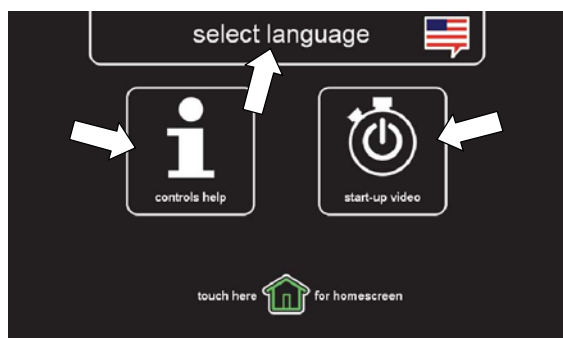 select language
controls help
start-up video
touch here for homescreen